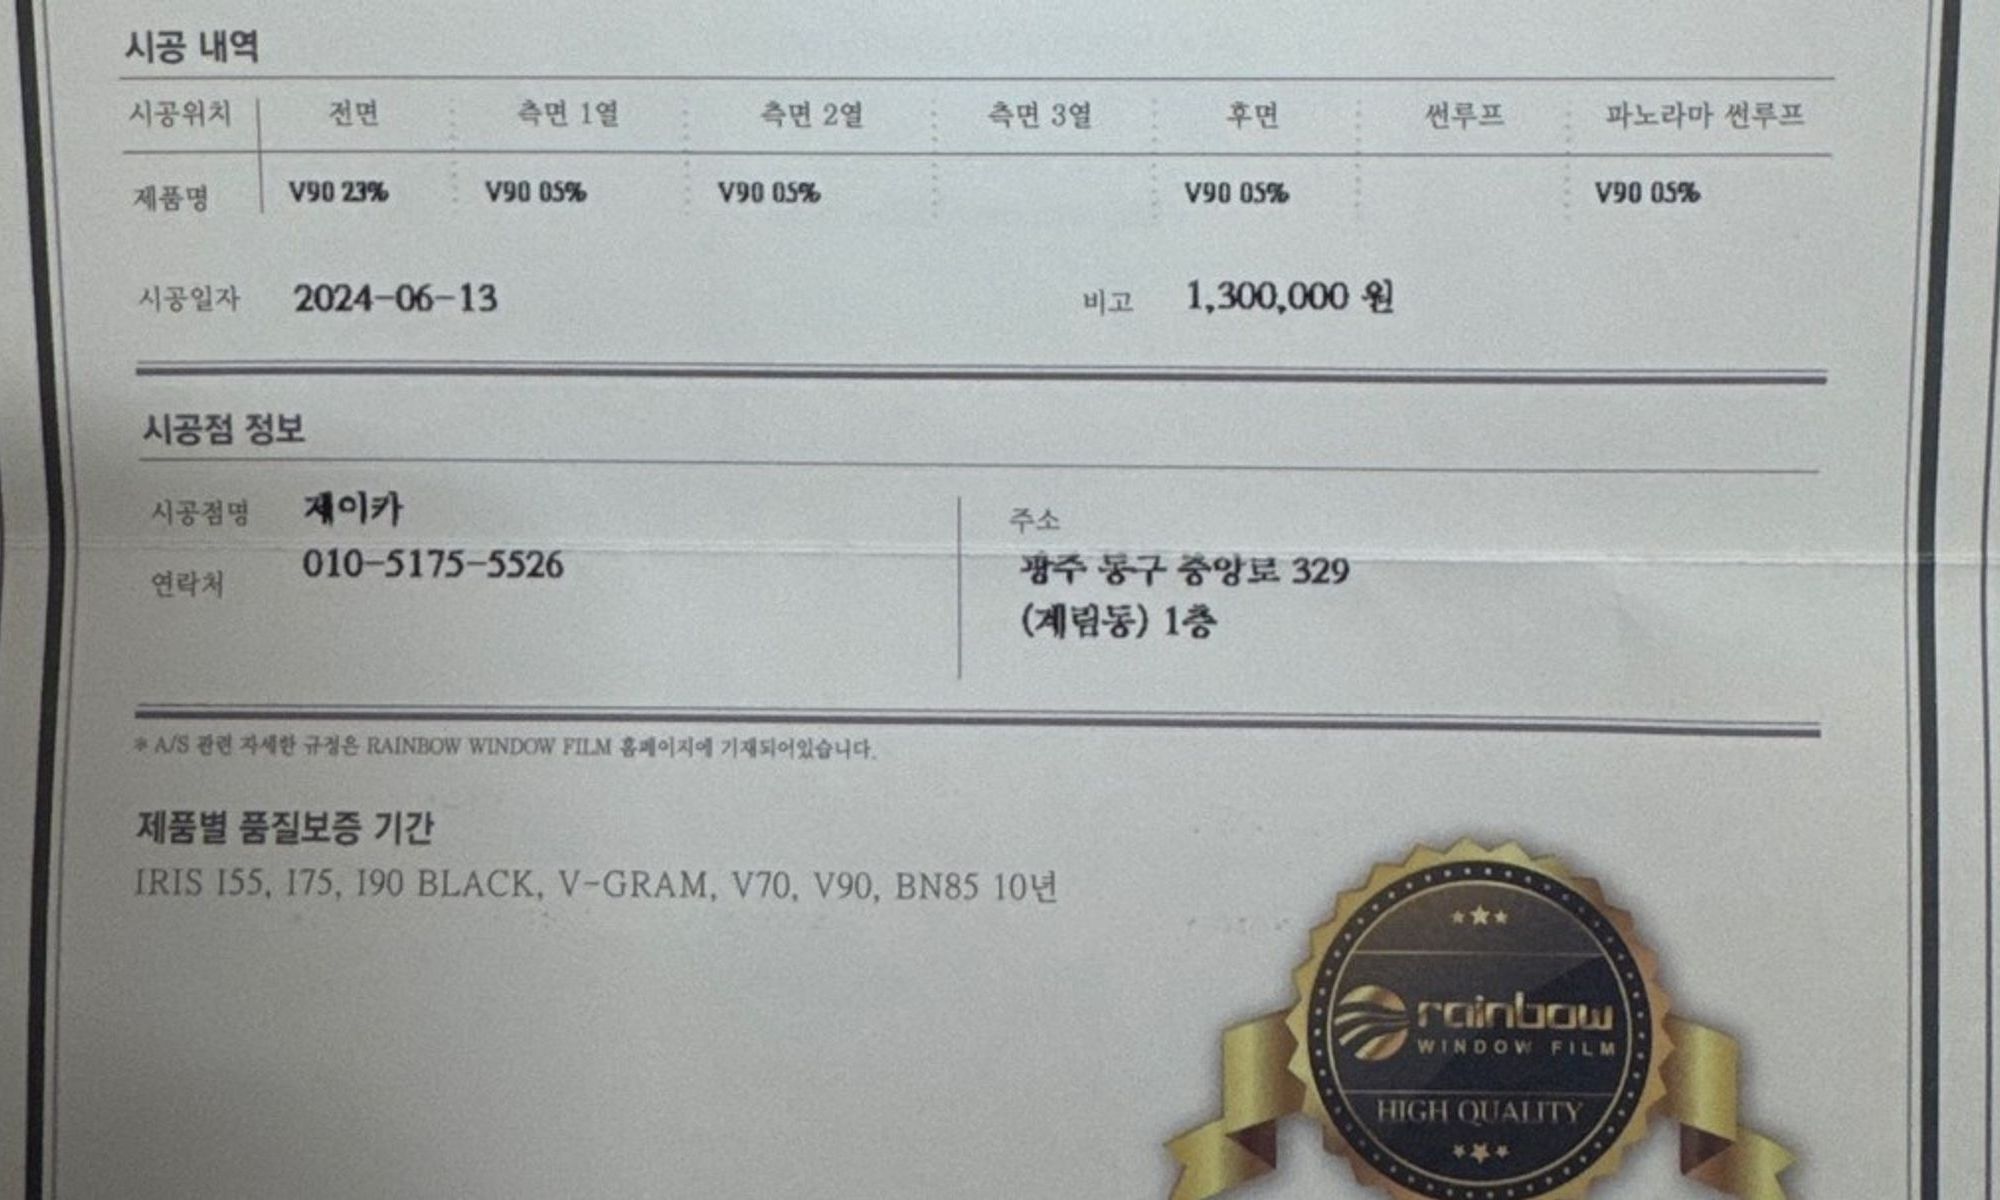 시공 내역
시공위치 전면 측면 1열 측면 2열 측면 3열 후면 썬루프 파노라마 썬루프
제품명 V90 23% V90 05% V90 05% V90 05% V90 05%
시공일자 2024-06-13 비고 1,300,000 원
시공점 정보
시공점명 제이카
연락처 010-5175-5526
주소
광주 동구 중앙로 329
(계림동) 1층
* A/S 관련 자세한 규정은 RAINBOW WINDOW FILM 홈페이지에 기재되어있습니다.
제품별 품질보증 기간
IRIS I55, I75, I90 BLACK, V-GRAM, V70, V90, BN85 10년
rainbow
WINDOW FILM
HIGH QUALITY